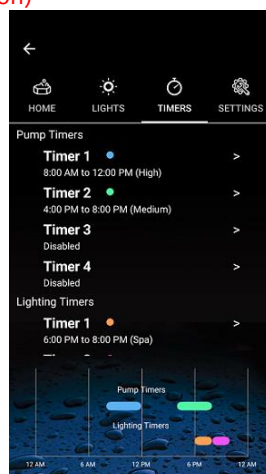 HOME LIGHTS TIMERS SETTINGS
Pump Timers
Timer 1 >
8:00 AM to 12:00 PM (High)
Timer 2 >
4:00 PM to 8:00 PM (Medium)
Timer 3 >
Disabled
Timer 4 >
Disabled
Lighting Timers
Timer 1 >
6:00 PM to 8:00 PM (Spa)
Pump Timers
Lighting Timers
12 AM 6 AM 12 PM 6 PM 12 AM